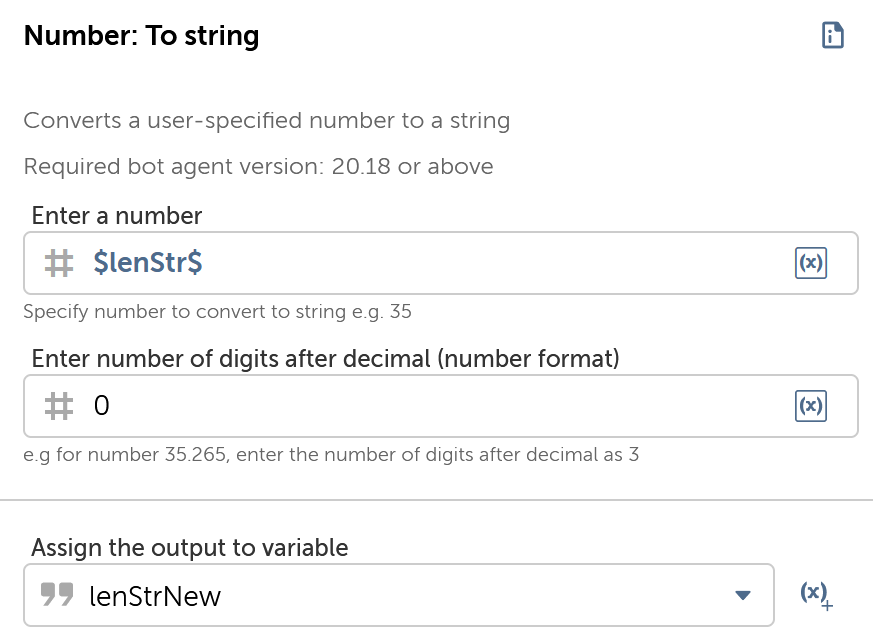 Number: To string
Converts a user-specified number to a string
Required bot agent version: 20.18 or above
Enter a number
$lenStr$
(x)
Specify number to convert to string e.g. 35
Enter number of digits after decimal (number format)
0
(x)
e.g for number 35.265, enter the number of digits after decimal as 3
Assign the output to variable
lenStrNew
(x)+